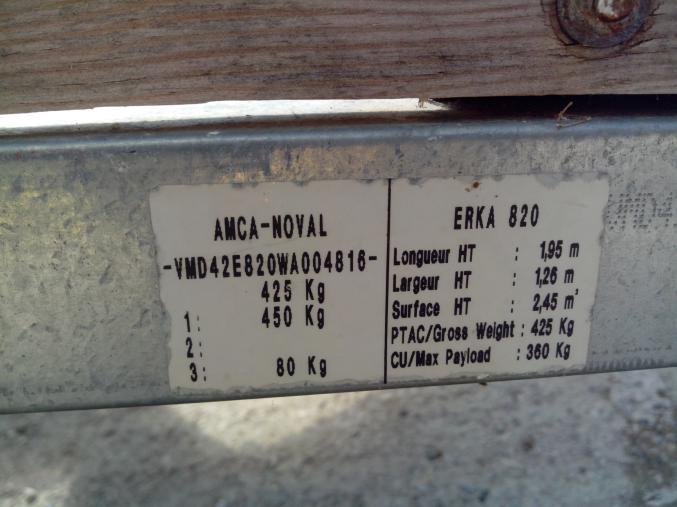 AMCA-NOVAL
-VMD42E820WA004816-
425 Kg
1: 450 Kg
2:
3: 80 Kg
ERKA 820
Longueur HT : 1,95 m
Largeur HT : 1,26 m
Surface HT : 2,45 m²
PTAC/Gross Weight : 425 Kg
CU/Max Payload : 360 Kg